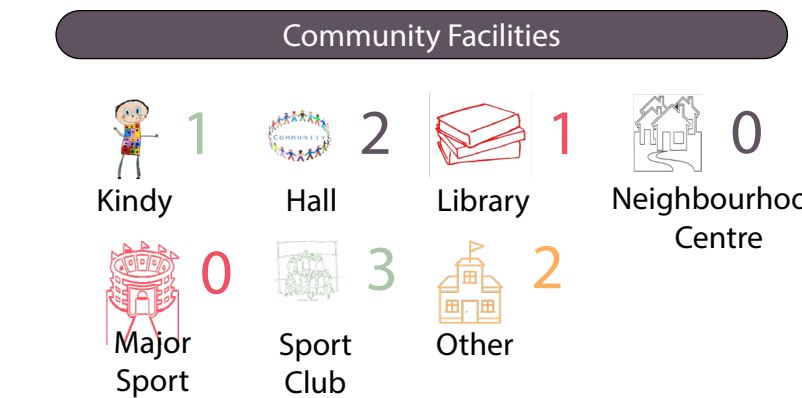 Community Facilities
1
2
1
0
COMMUNITY
Kindy
Hall
Library
Neighbourhoo
Centre
0
3
2
Major
Sport
Sport
Club
Other